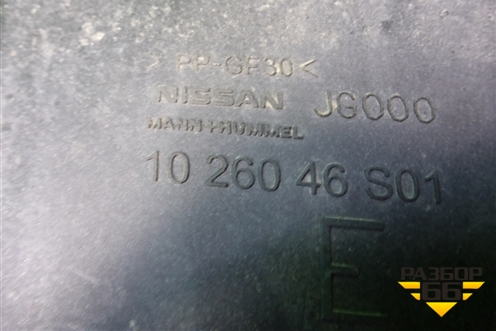 >PP-GF30<
NISSAN JG000
MANN+HUMMEL
10 260 46 S01
E
РАЗБОР
66